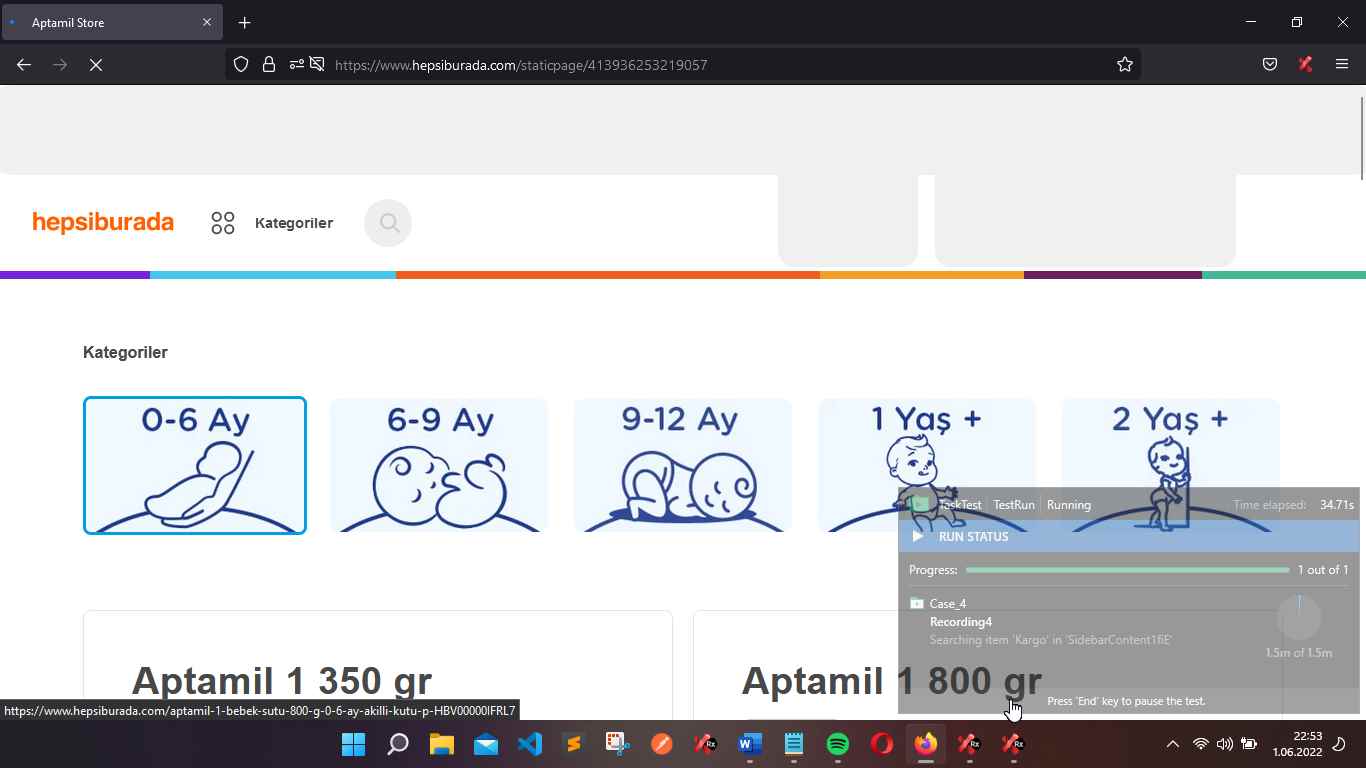 Aptamil Store
https://www.hepsiburada.com/staticpage/413936253219057
hepsiburada
Kategoriler
Kategoriler
0-6 Ay
6-9 Ay
9-12 Ay
1 Yaş +
2 Yaş +
TaskTest TestRun Running Time elapsed: 34.71s
RUN STATUS
Progress: 1 out of 1
Case_4
Recording4
Searching item 'Kargo' in 'SidebarContent1fiE'
1.5m of 1.5m
Aptamil 1 350 gr
Aptamil 1 800 gr
Press 'End' key to pause the test.
https://www.hepsiburada.com/aptamil-1-bebek-sutu-800-g-0-6-ay-akilli-kutu-p-HBV00000IFRL7
22:53
1.06.2022